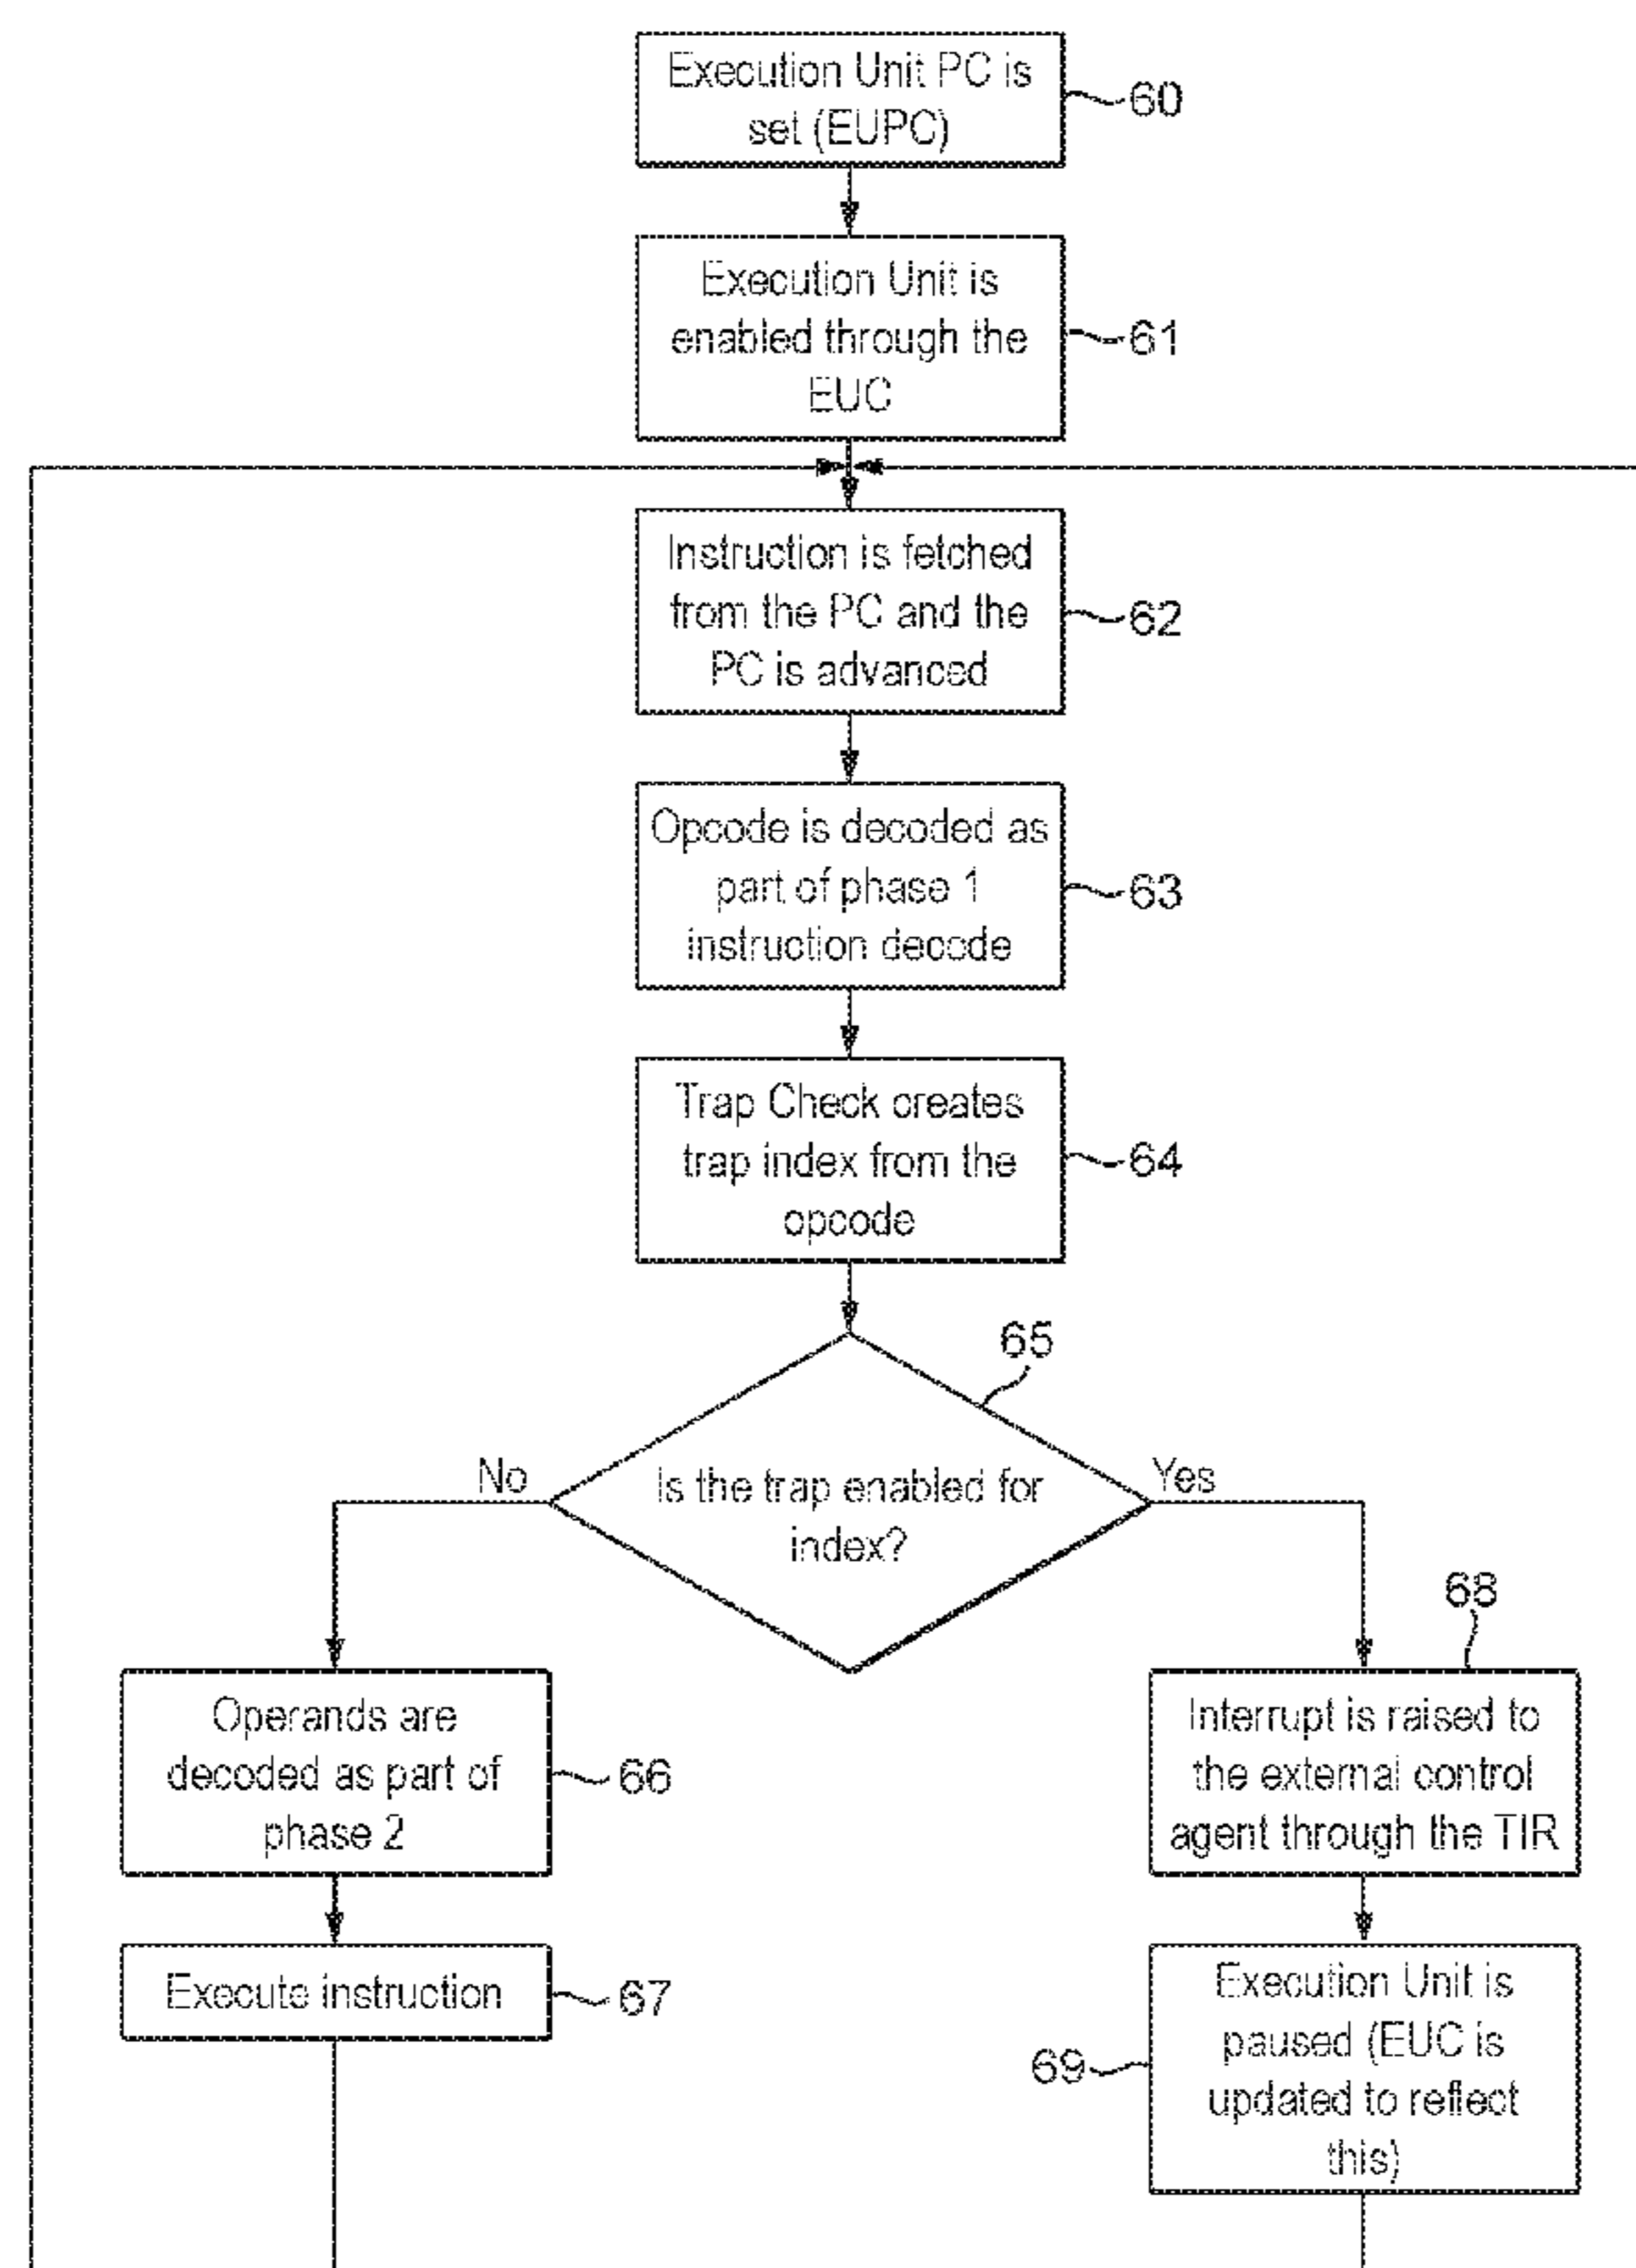 Execution Unit PC is
set (EUPC)
60
Execution Unit is
enabled through the
EUC
61
Instruction is fetched
from the PC and the
PC is advanced
62
Opcode is decoded as
part of phase 1
instruction decode
63
Trap Check creates
trap index from the
opcode
64
65
Is the trap enabled for
index?
No
Yes
Operands are
decoded as part of
phase 2
66
Execute instruction
67
68
Interrupt is raised to
the external control
agent through the TIR
Execution Unit is
paused (EUC is
updated to reflect
this)
69